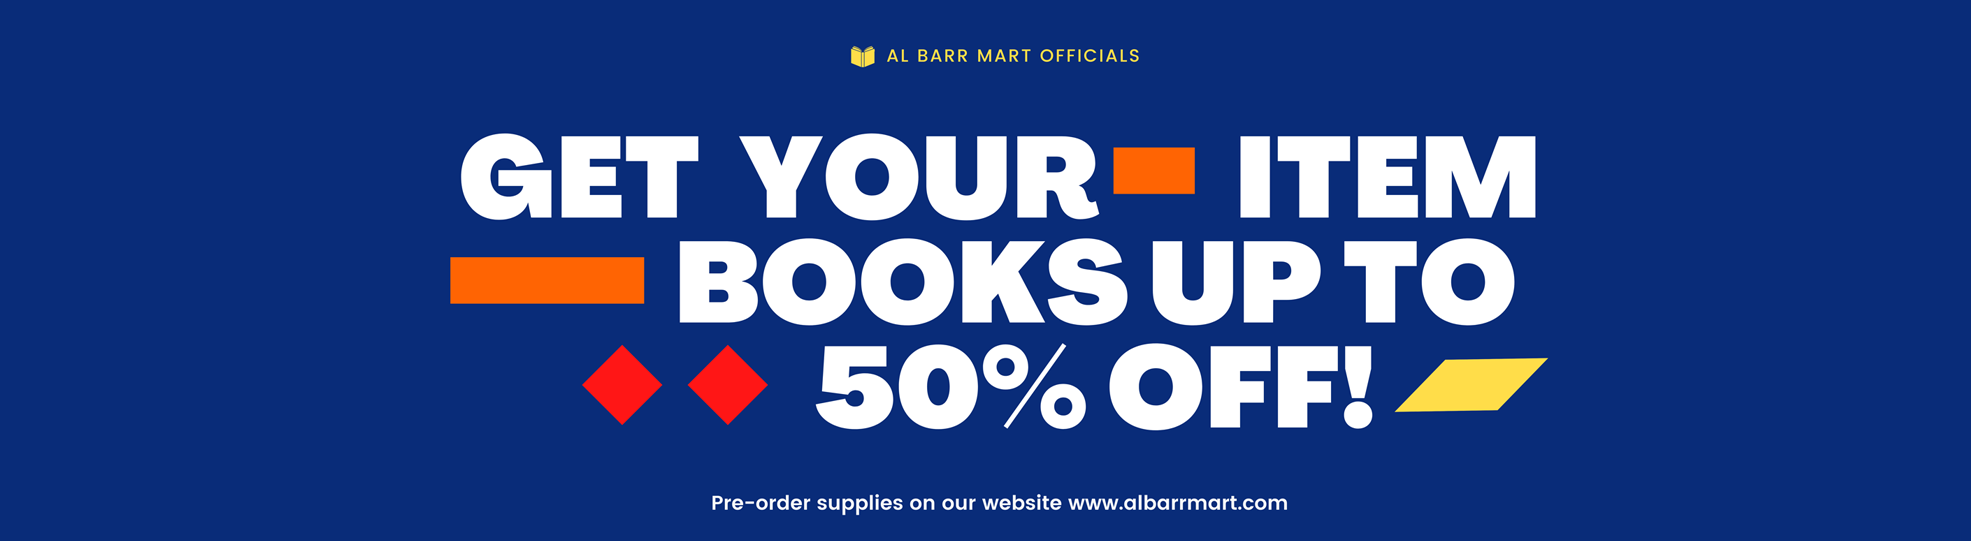 AL BARR MART OFFICIALS
GET YOUR ITEM
BOOKS UP TO
50% OFF!
Pre-order supplies on our website www.albarrmart.com